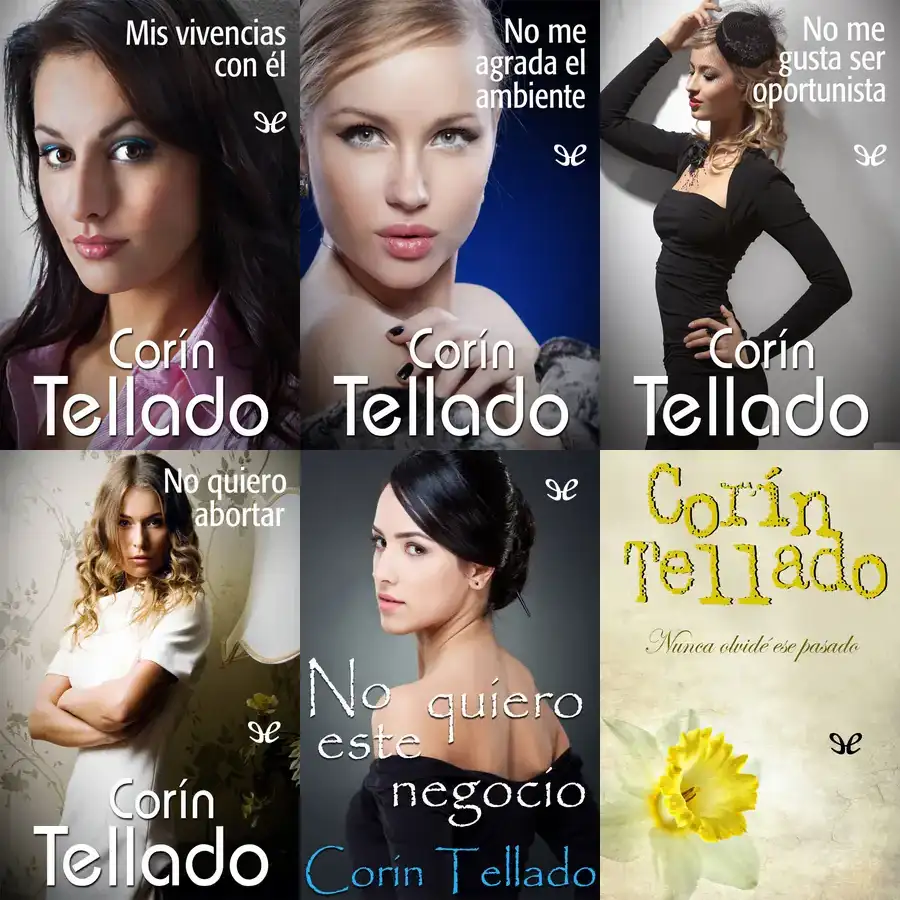 Mis vivencias
con él
Corín
Tellado
No me
agrada el
ambiente
Corín
Tellado
No me
gusta ser
oportunista
Corín
Tellado
No quiero
abortar
Corín
Tellado
No quiero
este
negocio
Corín Tellado
Corín
Tellado
Nunca olvidé ese pasado